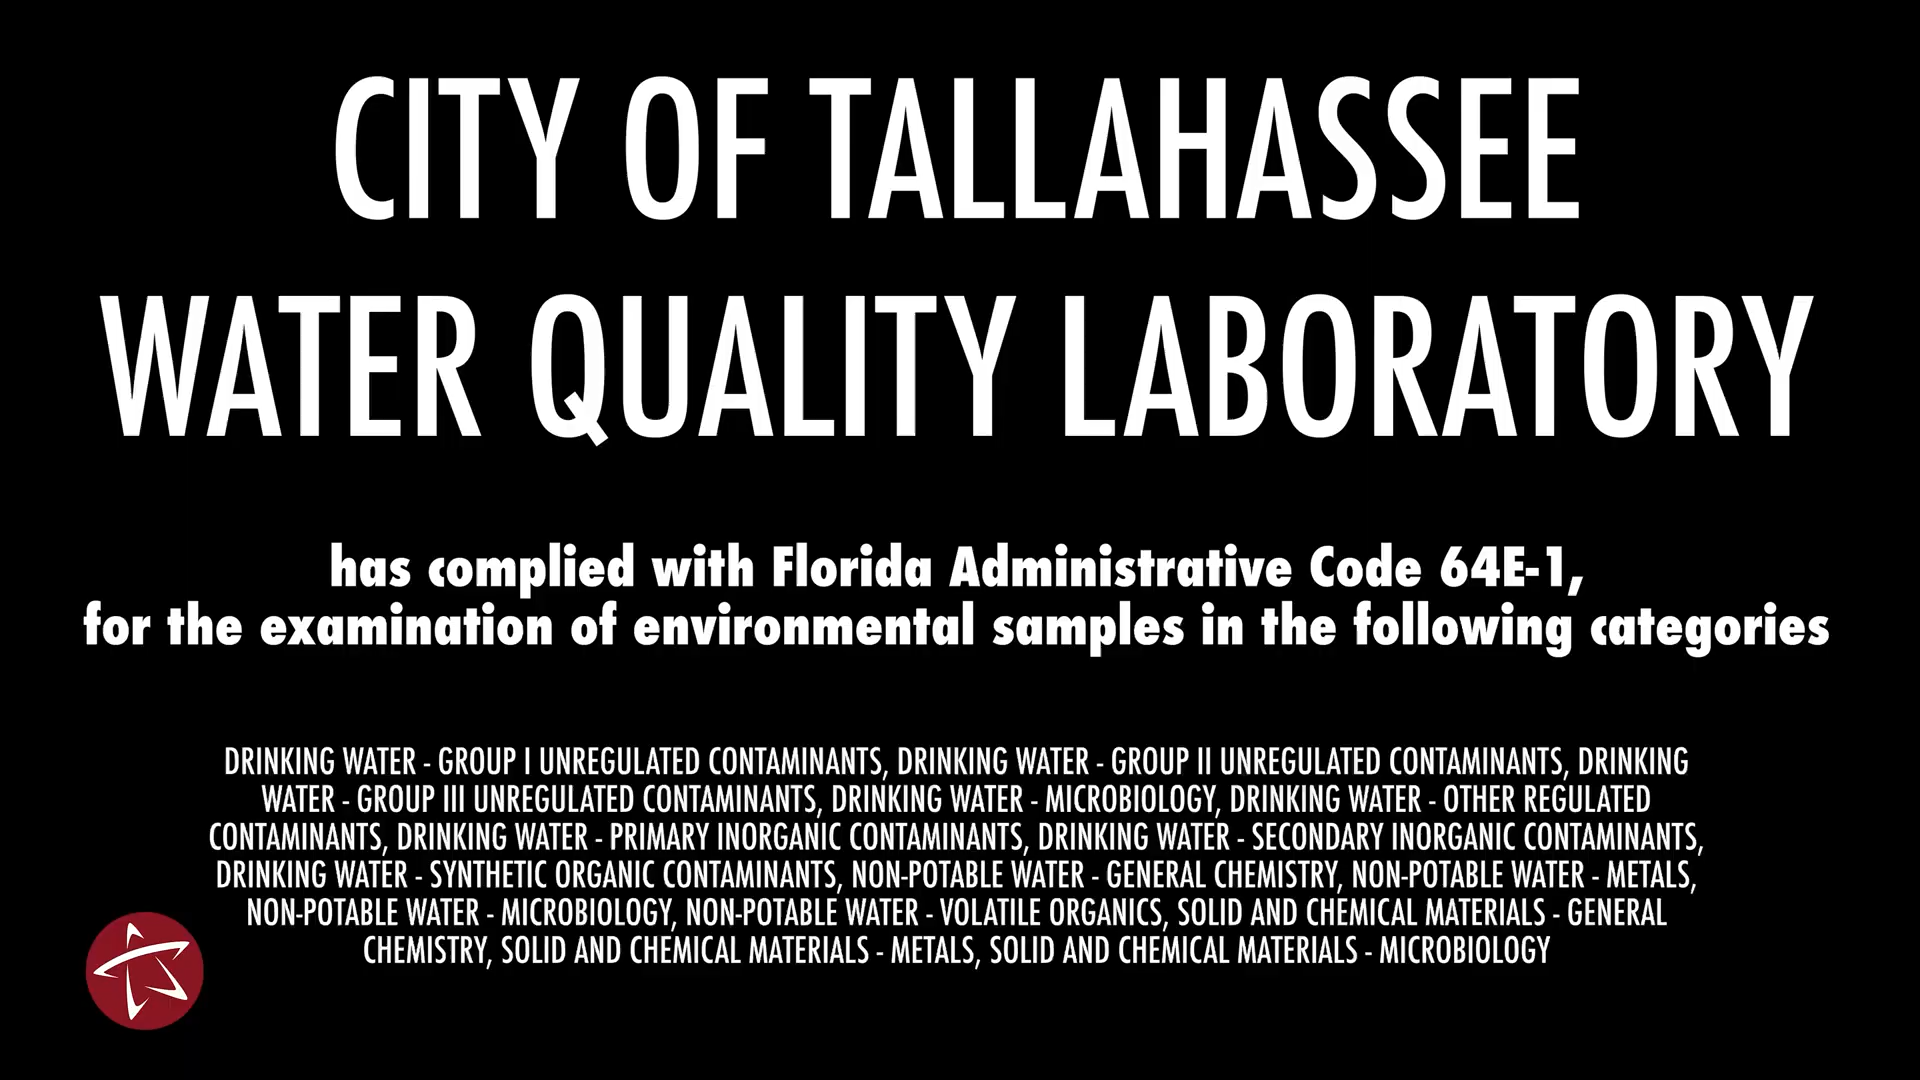 CITY OF TALLAHASSEE
WATER QUALITY LABORATORY
has complied with Florida Administrative Code 64E-1,
for the examination of environmental samples in the following categories
DRINKING WATER - GROUP I UNREGULATED CONTAMINANTS, DRINKING WATER - GROUP II UNREGULATED CONTAMINANTS, DRINKING
WATER - GROUP III UNREGULATED CONTAMINANTS, DRINKING WATER - MICROBIOLOGY, DRINKING WATER - OTHER REGULATED
CONTAMINANTS, DRINKING WATER - PRIMARY INORGANIC CONTAMINANTS, DRINKING WATER - SECONDARY INORGANIC CONTAMINANTS,
DRINKING WATER - SYNTHETIC ORGANIC CONTAMINANTS, NON-POTABLE WATER - GENERAL CHEMISTRY, NON-POTABLE WATER - METALS,
NON-POTABLE WATER - MICROBIOLOGY, NON-POTABLE WATER - VOLATILE ORGANICS, SOLID AND CHEMICAL MATERIALS - GENERAL
CHEMISTRY, SOLID AND CHEMICAL MATERIALS - METALS, SOLID AND CHEMICAL MATERIALS - MICROBIOLOGY